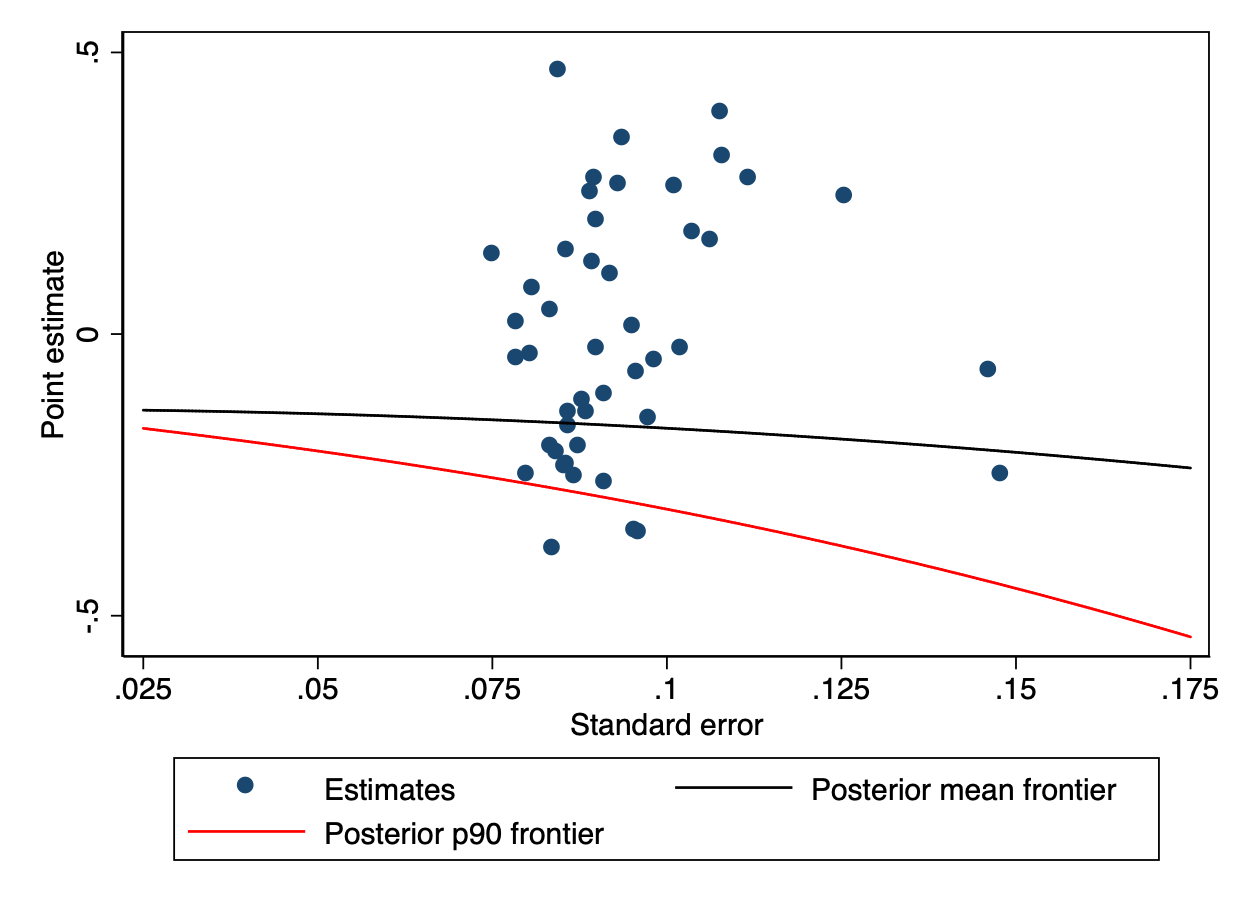 .5
0
-.5
Point estimate
.025 .05 .075 .1 .125 .15 .175
Standard error
Estimates Posterior mean frontier
Posterior p90 frontier